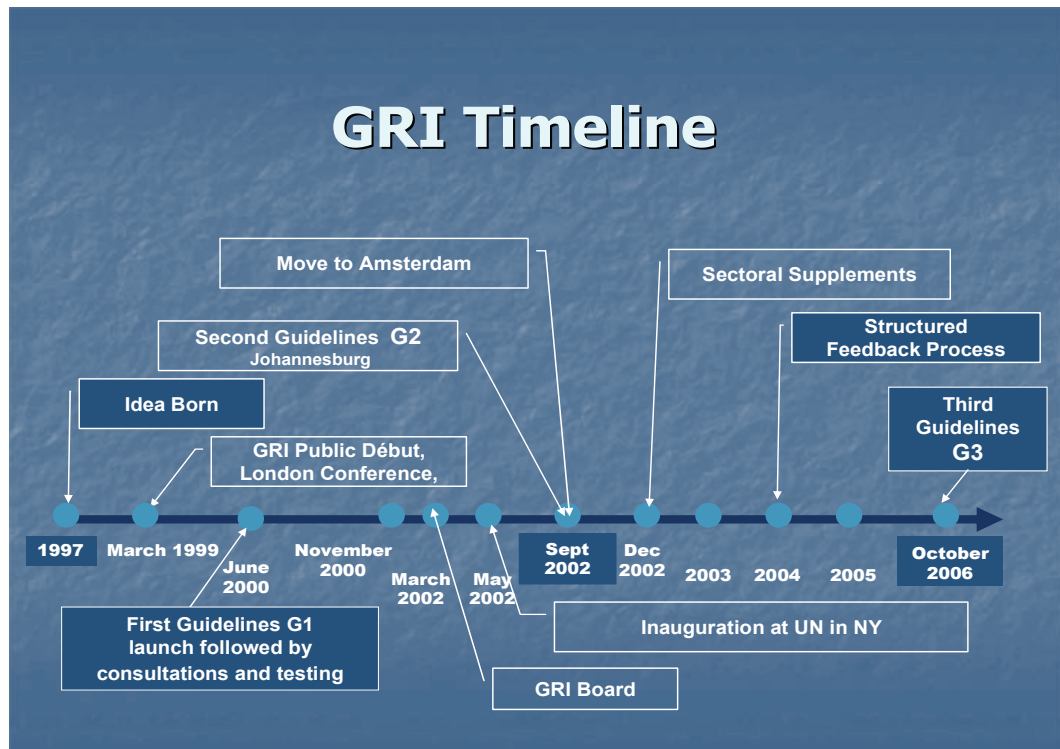 GRI Timeline
Move to Amsterdam
Sectoral Supplements
Second Guidelines G2
Johannesburg
Structured
Feedback Process
Idea Born
Third
Guidelines
G3
GRI Public Début,
London Conference,
1997
March 1999
June
2000
November
2000
March
2002
May
2002
Sept
2002
Dec
2002
2003
2004
2005
October
2006
First Guidelines G1
launch followed by
consultations and testing
Inauguration at UN in NY
GRI Board